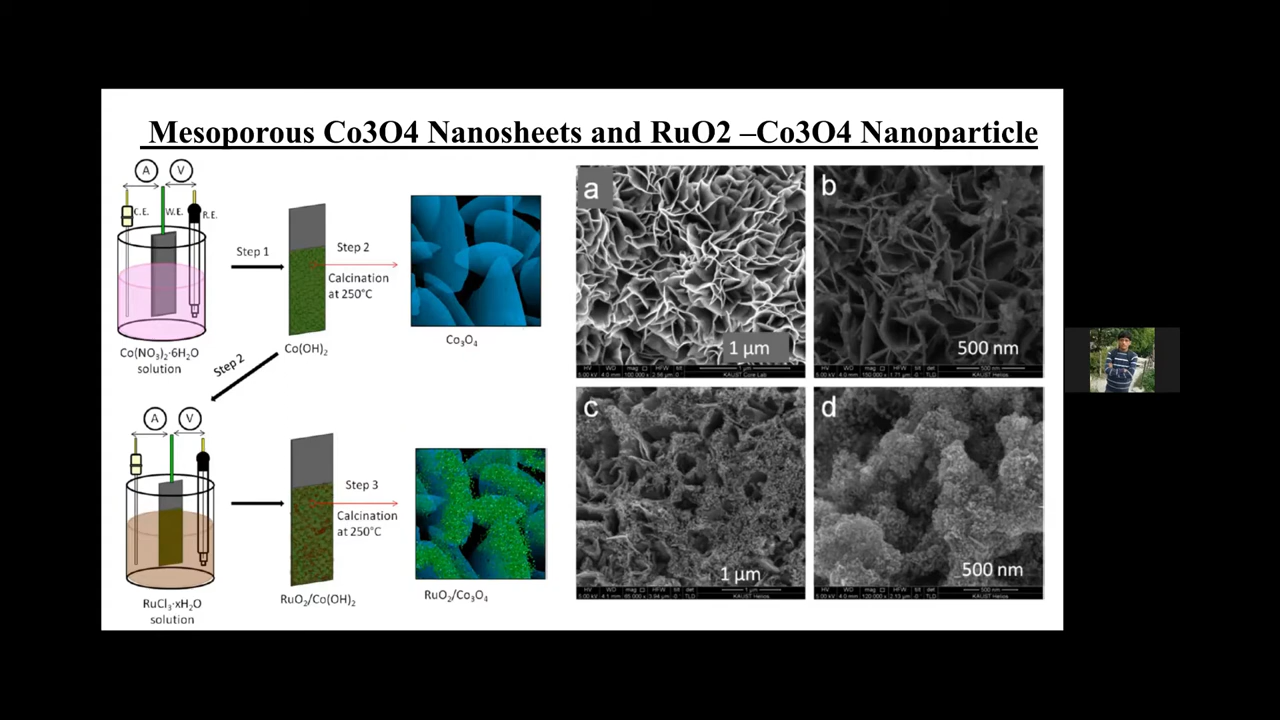 Mesoporous Co3O4 Nanosheets and RuO2 –Co3O4 Nanoparticle
A V
C.E. W.E. R.E.
Step 1
Step 2
Calcination
at 250°C
Co(NO₃)₂·6H₂O
solution
Co(OH)₂
Co₃O₄
Step 2
A V
Step 3
Calcination
at 250°C
RuCl₃·xH₂O
solution
RuO₂/Co(OH)₂
RuO₂/Co₃O₄
a
1 µm
b
500 nm
c
1 µm
d
500 nm